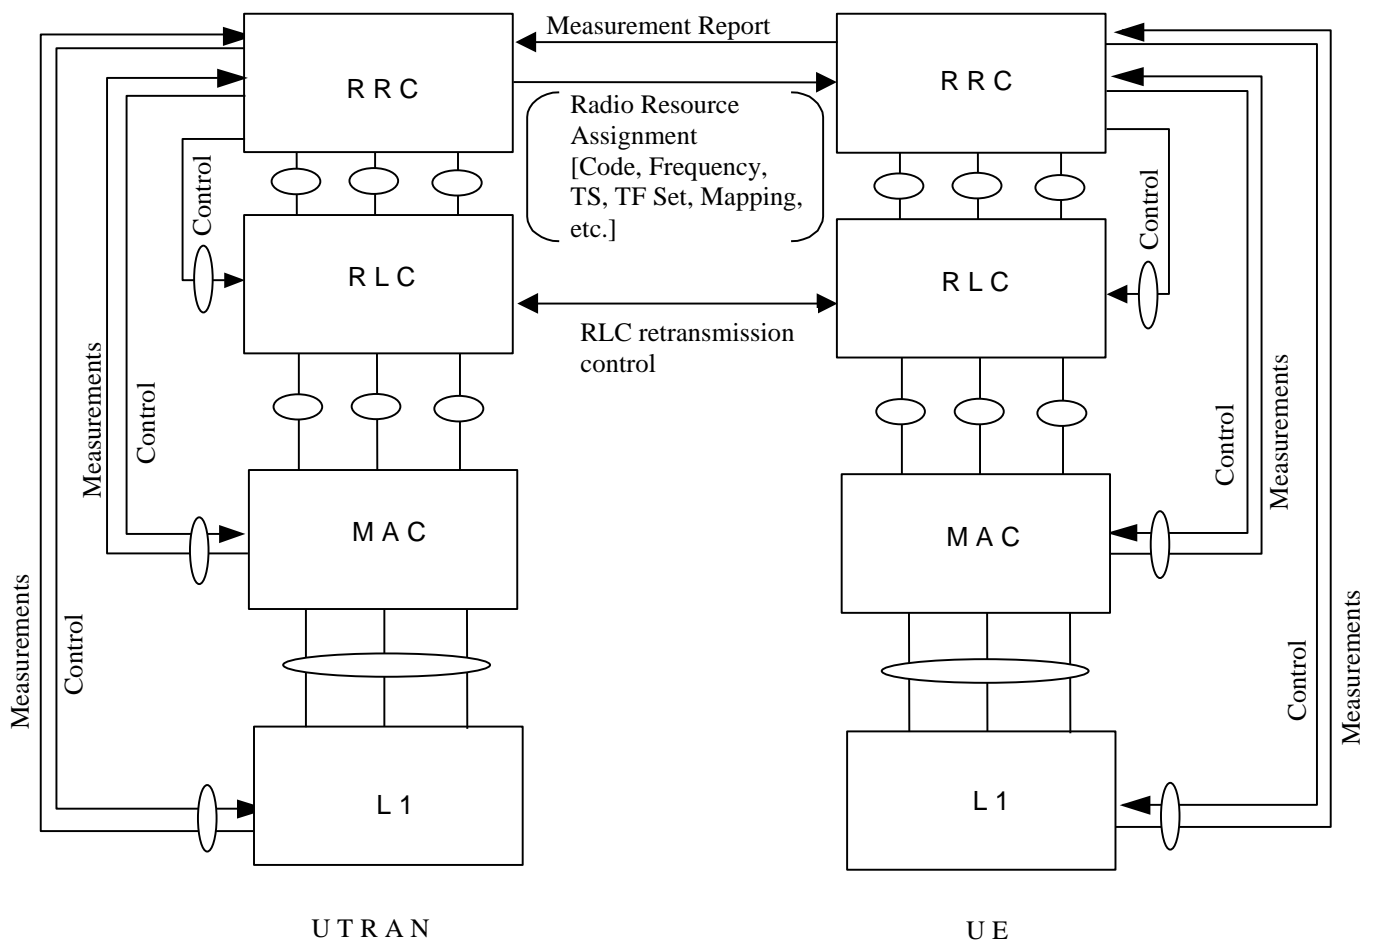 Measurement Report
R R C
R R C
Radio Resource
Assignment
[Code, Frequency,
TS, TF Set, Mapping,
etc.]
Control
Control
R L C
R L C
RLC retransmission
control
Measurements
Control
Control
Measurements
M A C
M A C
Measurements
Control
Control
Measurements
L 1
L 1
U T R A N
U E